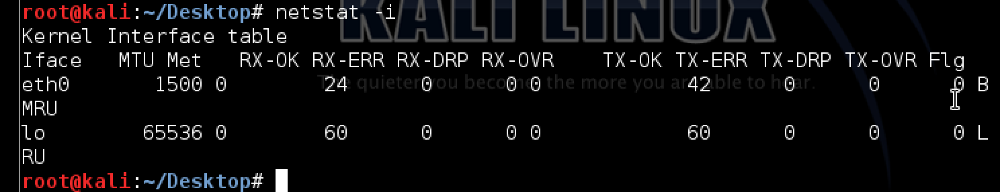 root@kali:~/Desktop# netstat -i
KALI LINUX
Kernel Interface table
Iface   MTU Met   RX-OK RX-ERR RX-DRP RX-OVR    TX-OK TX-ERR TX-DRP TX-OVR Flg
eth0       1500 0        24      0      0 0            42      0      0      0 B
The quieter you become, the more you are able to hear.
MRU
lo        65536 0        60      0      0 0            60      0      0      0 L
RU
root@kali:~/Desktop#